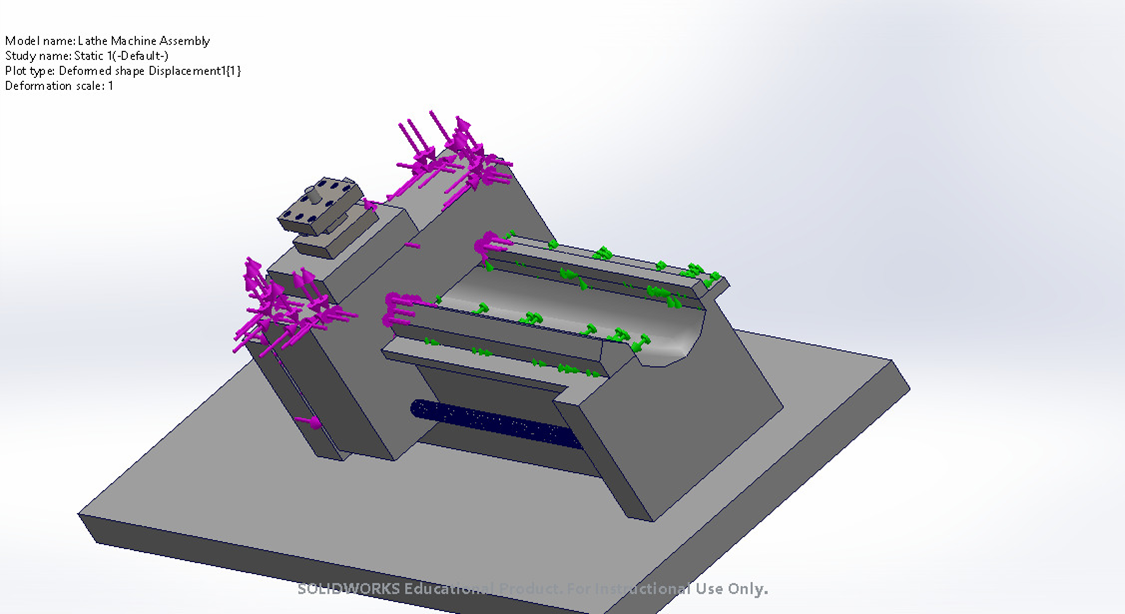 Model name: Lathe Machine Assembly
Study name: Static 1(-Default-)
Plot type: Deformed shape Displacement1{1}
Deformation scale: 1
SOLIDWORKS Educational Product. For Instructional Use Only.